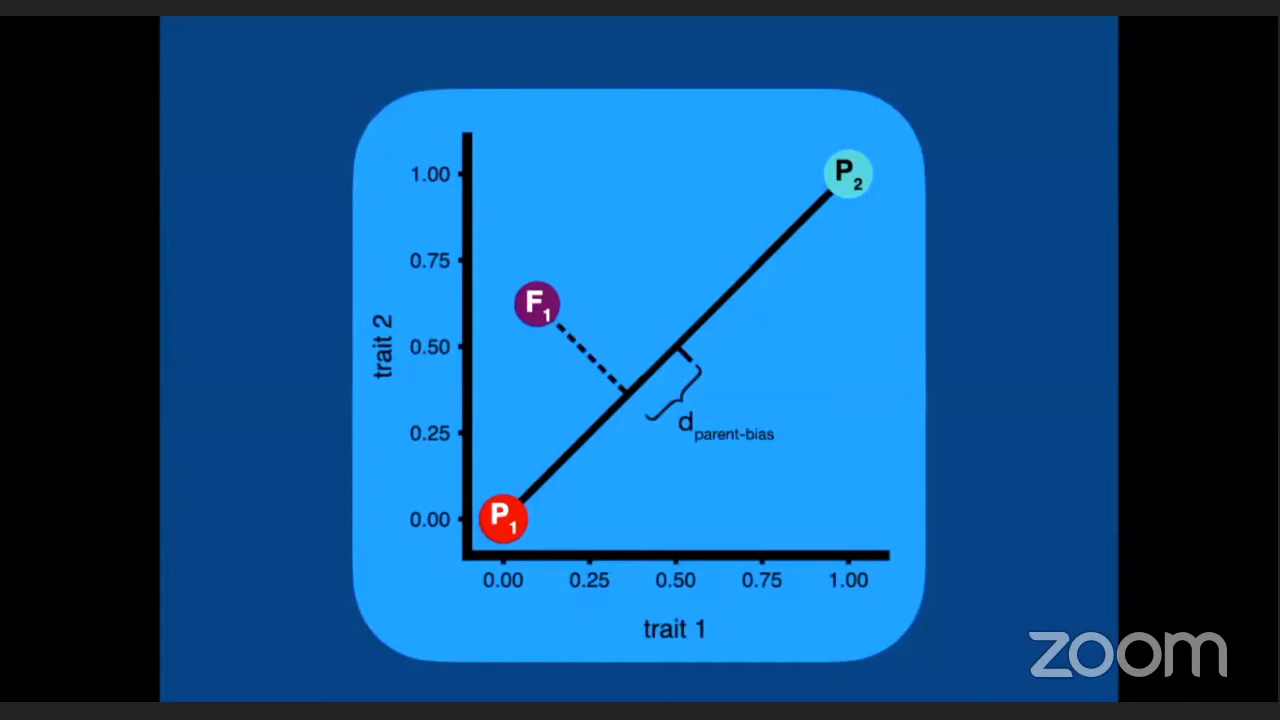 1.00
P2
0.75
F1
trait 2
0.50
dparent-bias
0.25
0.00
P1
0.00 0.25 0.50 0.75 1.00
trait 1
zoom